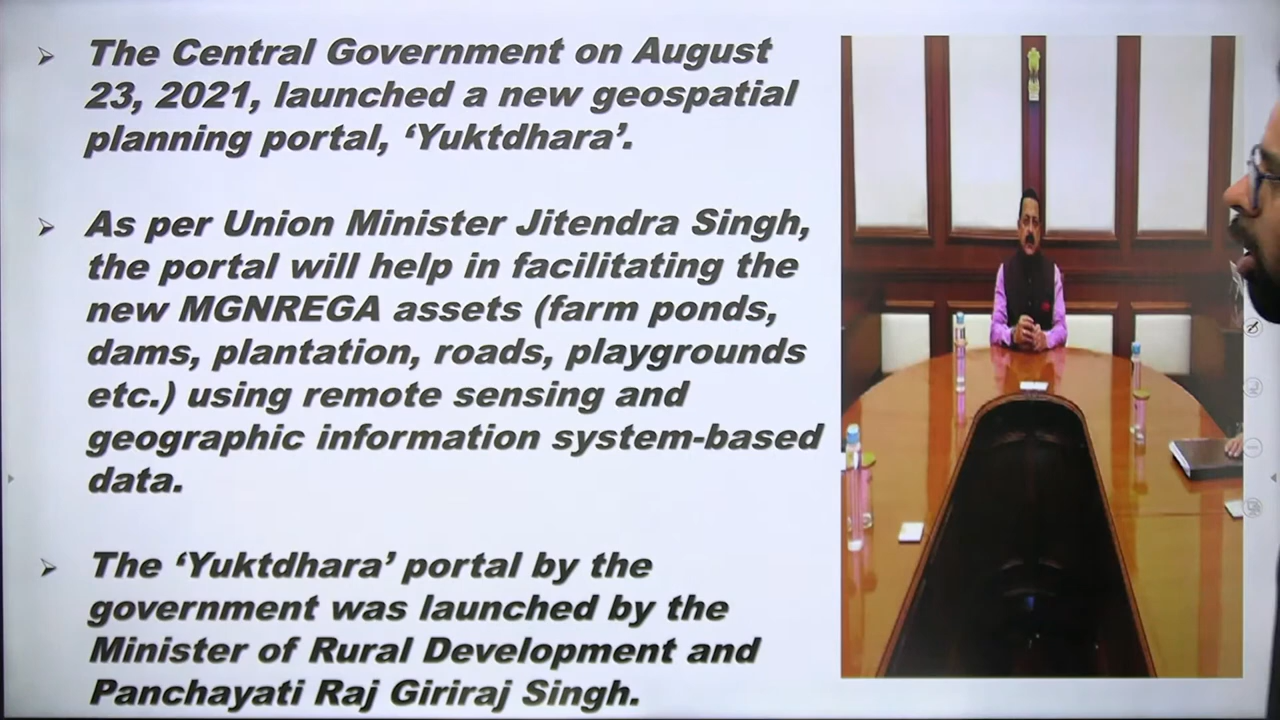 The Central Government on August
23, 2021, launched a new geospatial
planning portal, ‘Yuktdhara’.
As per Union Minister Jitendra Singh,
the portal will help in facilitating the
new MGNREGA assets (farm ponds,
dams, plantation, roads, playgrounds
etc.) using remote sensing and
geographic information system-based
data.
The ‘Yuktdhara’ portal by the
government was launched by the
Minister of Rural Development and
Panchayati Raj Giriraj Singh.